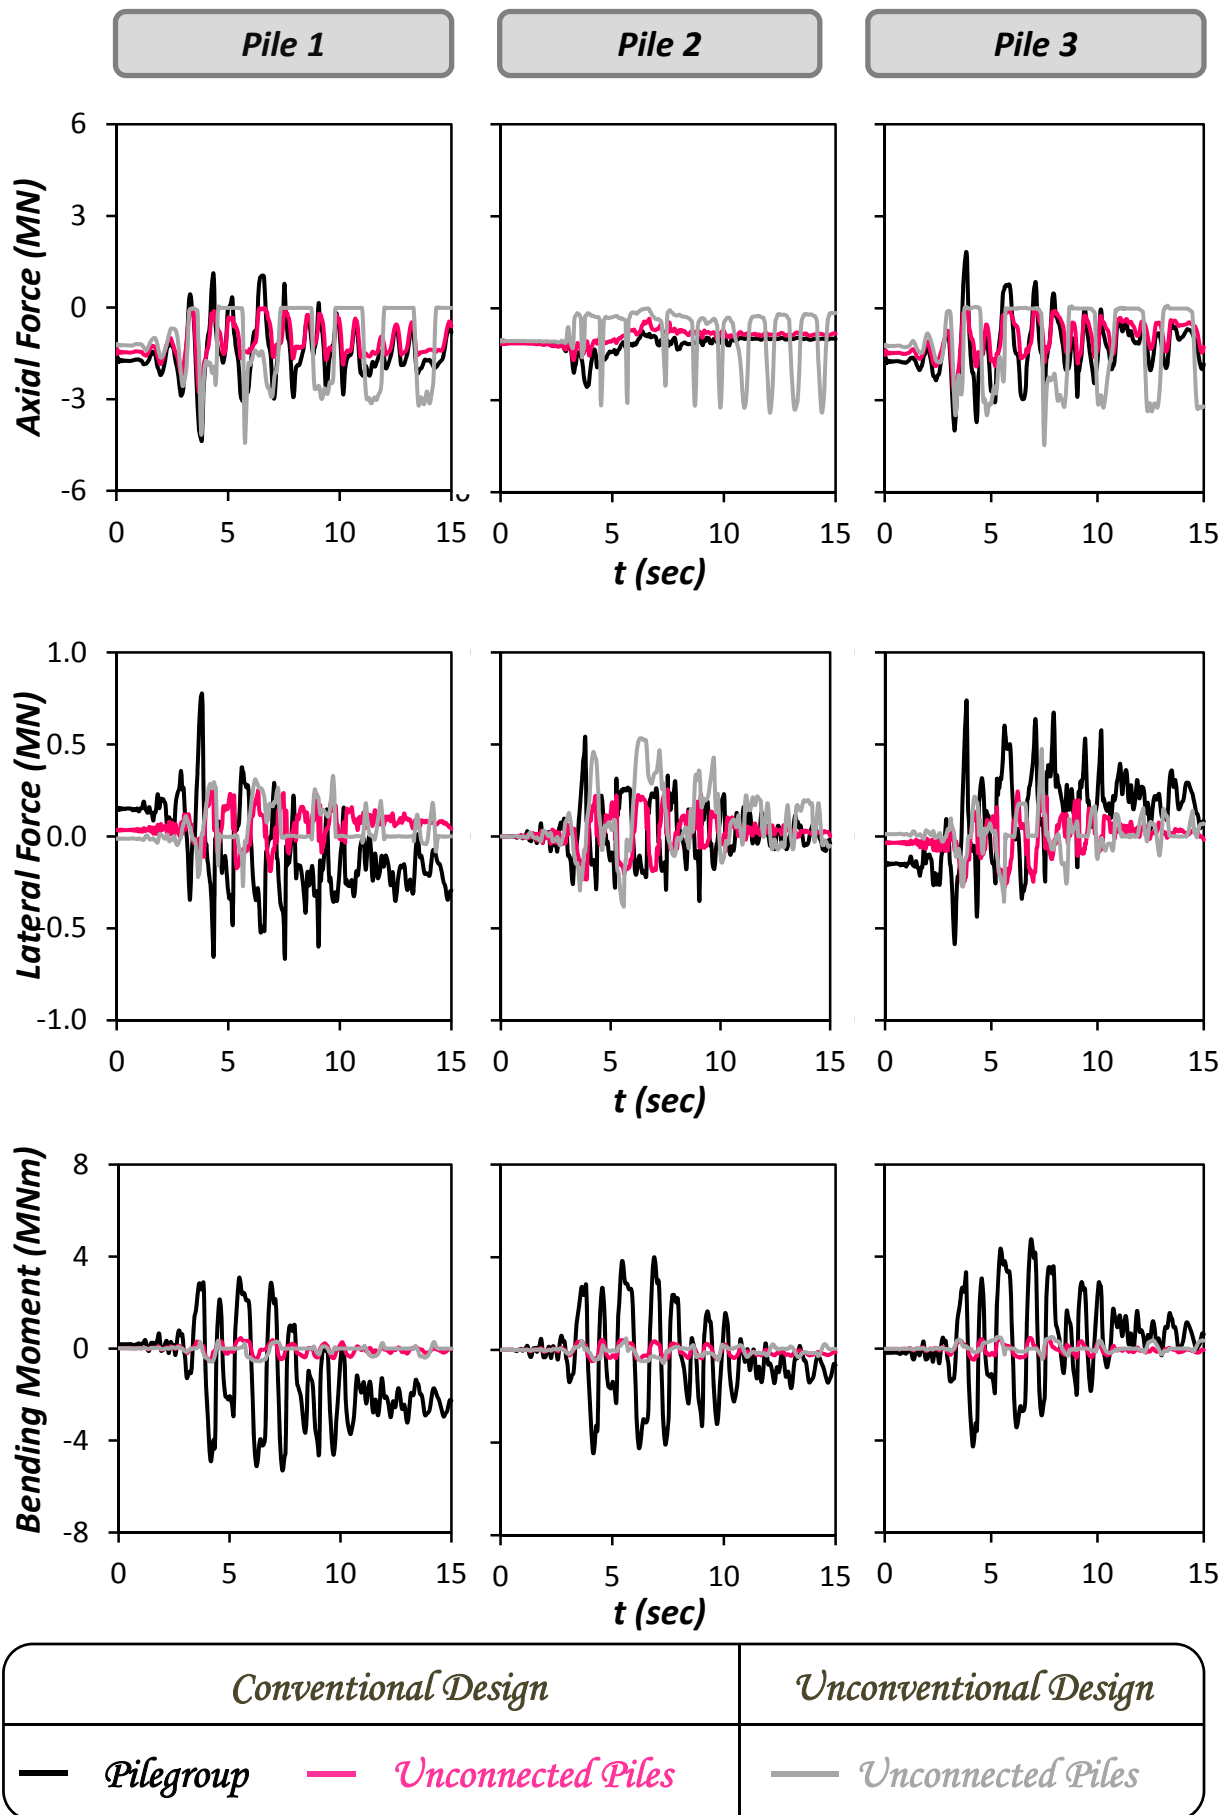 Pile 1 Pile 2 Pile 3
Axial Force (MN)
6
3
0
-3
-6
0 5 10 15 0 5 10 15 0 5 10 15
t (sec)
Lateral Force (MN)
1.0
0.5
0.0
-0.5
-1.0
0 5 10 15 0 5 10 15 0 5 10 15
t (sec)
Bending Moment (MNm)
8
4
0
-4
-8
0 5 10 15 0 5 10 15 0 5 10 15
t (sec)
Conventional Design Unconventional Design
Pilegroup Unconnected Piles Unconnected Piles